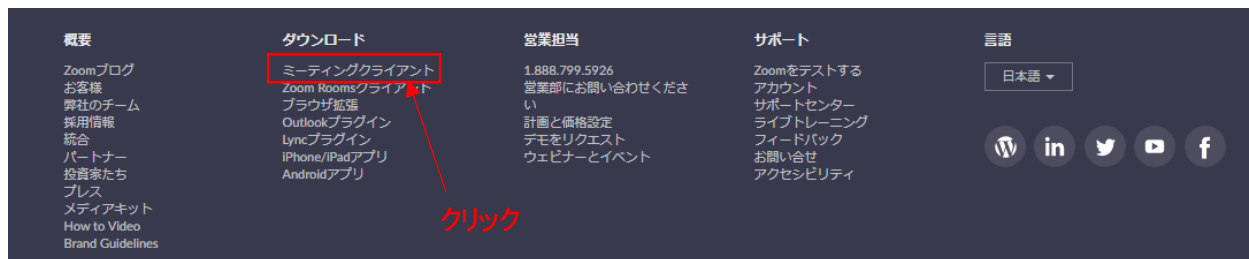 概要
Zoomブログ
お客様
弊社のチーム
採用情報
統合
パートナー
投資家たち
プレス
メディアキット
How to Video
Brand Guidelines
ダウンロード
ミーティングクライアント
Zoom Roomsクライアント
ブラウザ拡張
Outlookプラグイン
Lyncプラグイン
iPhone/iPadアプリ
Androidアプリ
クリック
営業担当
1.888.799.5926
営業部にお問い合わせくださ
い
計画と価格設定
デモをリクエスト
ウェビナーとイベント
サポート
Zoomをテストする
アカウント
サポートセンター
ライブトレーニング
フィードバック
お問い合せ
アクセシビリティ
言語
日本語